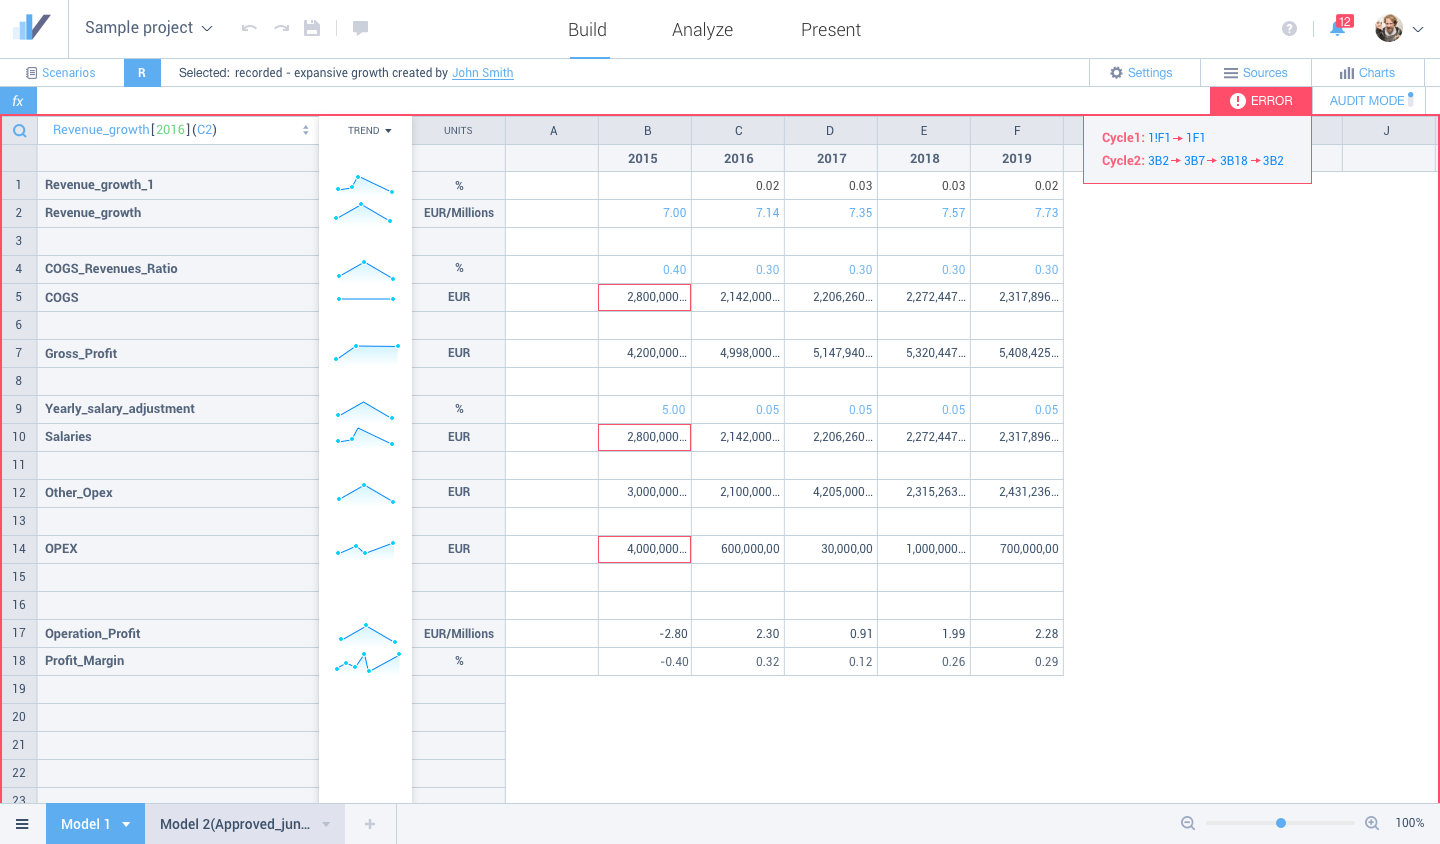 Sample project Build Analyze Present 12
Scenarios R Selected: recorded - expansive growth created by John Smith Settings Sources Charts
fx ERROR AUDIT MODE
Revenue_growth[2016](C2) TREND UNITS A B C D E F J
Cycle1: 1!F1 1F1
Cycle2: 3B2 3B7 3B18 3B2
2015 2016 2017 2018 2019
1 Revenue_growth_1 % 0.02 0.03 0.03 0.02
2 Revenue_growth EUR/Millions 7.00 7.14 7.35 7.57 7.73
3
4 COGS_Revenues_Ratio % 0.40 0.30 0.30 0.30 0.30
5 COGS EUR 2,800,000... 2,142,000... 2,206,260... 2,272,447... 2,317,896...
6
7 Gross_Profit EUR 4,200,000... 4,998,000... 5,147,940... 5,320,447... 5,408,425...
8
9 Yearly_salary_adjustment % 5.00 0.05 0.05 0.05 0.05
10 Salaries EUR 2,800,000... 2,142,000... 2,206,260... 2,272,447... 2,317,896...
11
12 Other_Opex EUR 3,000,000... 2,100,000... 4,205,000... 2,315,263... 2,431,236...
13
14 OPEX EUR 4,000,000... 600,000,00 30,000,00 1,000,000... 700,000,00
15
16
17 Operation_Profit EUR/Millions -2.80 2.30 0.91 1.99 2.28
18 Profit_Margin % -0.40 0.32 0.12 0.26 0.29
19
20
21
22
23
Model 1 Model 2(Approved_jun... + 100%